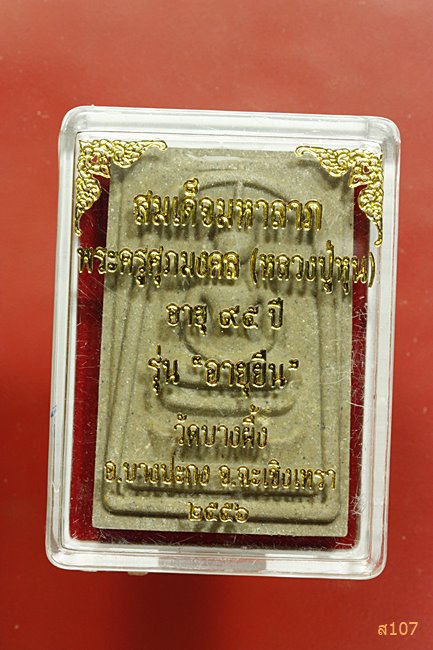 สมเด็จมหาลาภ
พระครูศุภมงคล (หลวงปู่หุน)
อายุ ๙๕ ปี
รุ่น "อายุยืน"
วัดบางผึ้ง
อ.บางปะกง จ.ฉะเชิงเทรา
๒๕๕๖
ส107